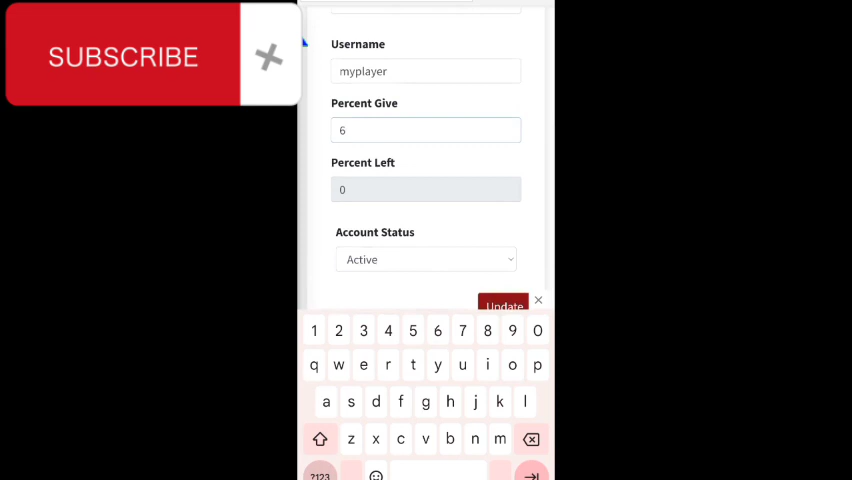 SUBSCRIBE
Username
myplayer
Percent Give
6
Percent Left
0
Account Status
Active
Update
1 2 3 4 5 6 7 8 9 0
q w e r t y u i o p
a s d f g h j k l
z x c v b n m
?123